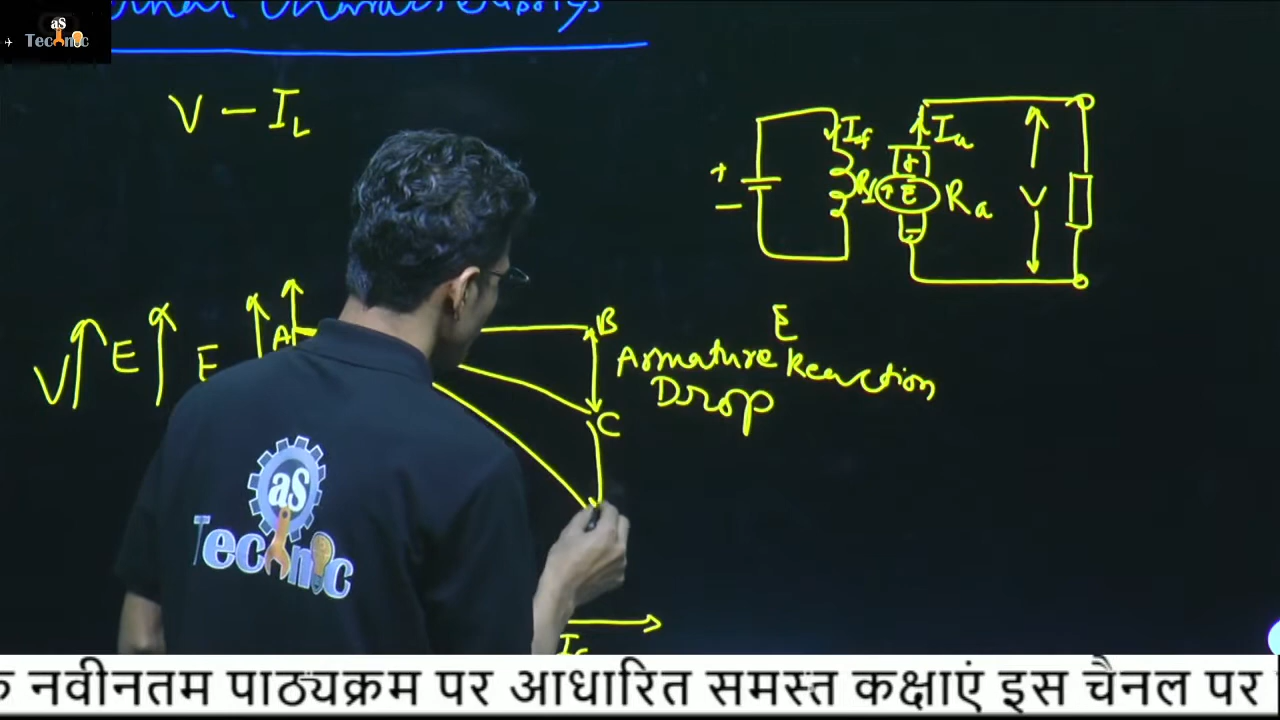 aS
Tecnic
V - I_L
+
-
I_f
R_f
I_a
+
E
-
R_a
V
V
E
E
A
B
E
Armature Reaction
Drop
C
aS
Tecnic
नवीनतम पाठ्यक्रम पर आधारित समस्त कक्षाएं इस चैनल पर